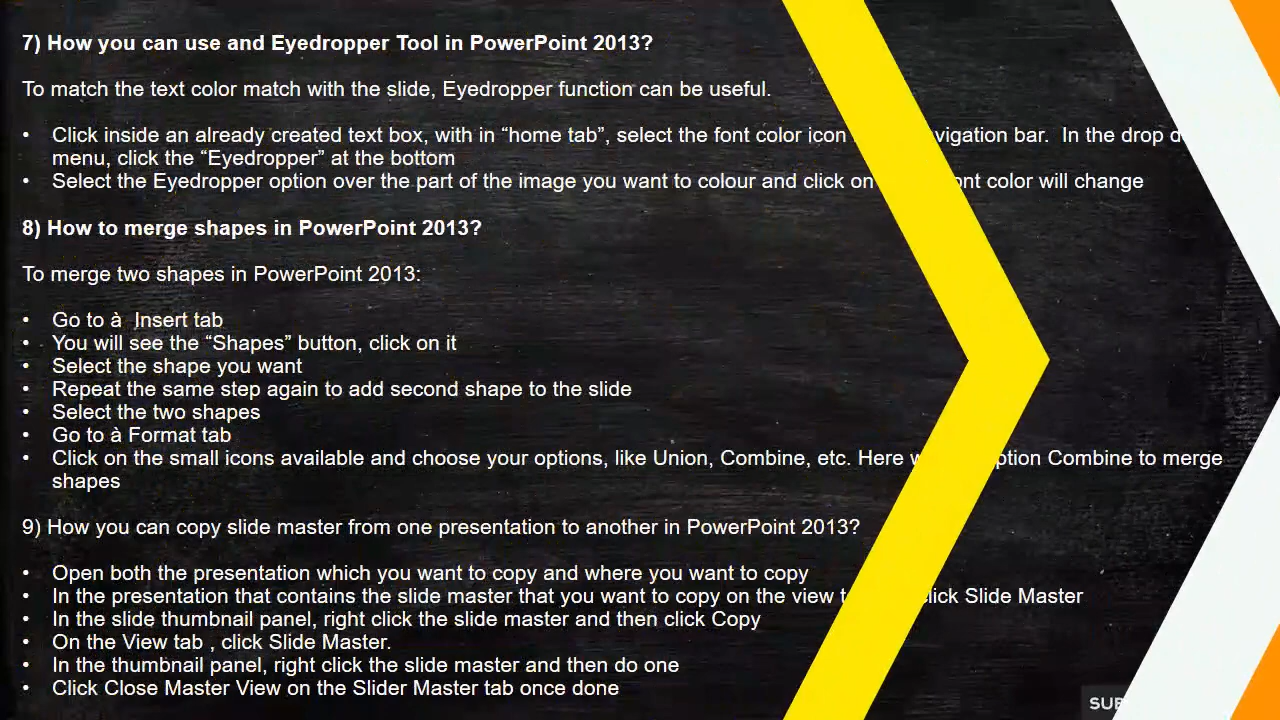 7) How you can use and Eyedropper Tool in PowerPoint 2013?
To match the text color match with the slide, Eyedropper function can be useful.
• Click inside an already created text box, with in “home tab”, select the font color icon vigation bar. In the drop d
menu, click the “Eyedropper” at the bottom
• Select the Eyedropper option over the part of the image you want to colour and click on ont color will change
8) How to merge shapes in PowerPoint 2013?
To merge two shapes in PowerPoint 2013:
• Go to à Insert tab
• You will see the “Shapes” button, click on it
• Select the shape you want
• Repeat the same step again to add second shape to the slide
• Select the two shapes
• Go to à Format tab
• Click on the small icons available and choose your options, like Union, Combine, etc. Here w ption Combine to merge
shapes
9) How you can copy slide master from one presentation to another in PowerPoint 2013?
• Open both the presentation which you want to copy and where you want to copy
• In the presentation that contains the slide master that you want to copy on the view t lick Slide Master
• In the slide thumbnail panel, right click the slide master and then click Copy
• On the View tab , click Slide Master.
• In the thumbnail panel, right click the slide master and then do one
• Click Close Master View on the Slider Master tab once done
SUB